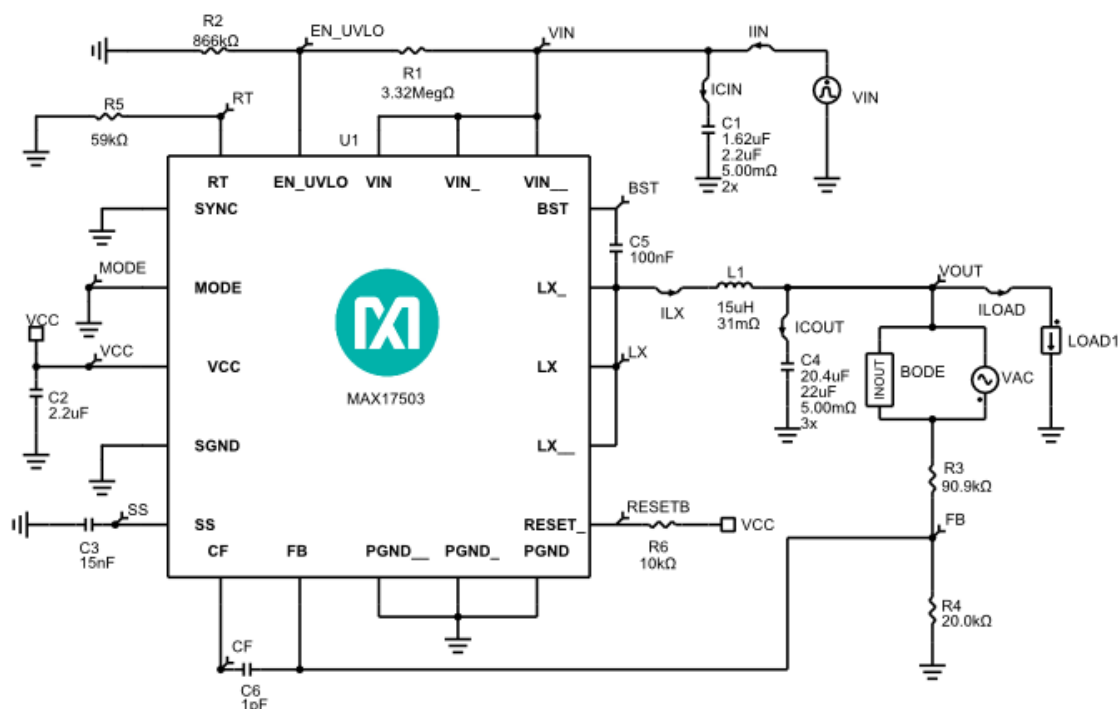 R2
866kΩ
EN_UVLO
R1
3.32MegΩ
VIN
IIN
VIN
ICIN
C1
1.62uF
2.2uF
5.00mΩ
2x
R5
59kΩ
RT
U1
RT
EN_UVLO
VIN
VIN_
VIN__
SYNC
BST
BST
C5
100nF
MODE
MODE
LX_
ILX
L1
15uH
31mΩ
VOUT
ILOAD
LOAD1
ICOUT
C4
20.4uF
22uF
5.00mΩ
3x
INOUT
BODE
VAC
VCC
VCC
VCC
C2
2.2uF
LX
LX
MAX17503
SGND
LX__
R3
90.9kΩ
SS
SS
C3
15nF
RESET_
RESETB
R6
10kΩ
VCC
FB
CF
FB
PGND__
PGND_
PGND
R4
20.0kΩ
CF
C6
1pF